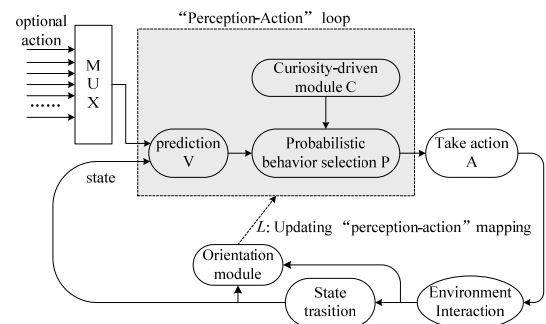 “Perception-Action” loop
optional
action
M
U
X
......
Curiosity-driven
module C
prediction
V
Probabilistic
behavior selection P
Take action
A
state
L: Updating “perception-action” mapping
Orientation
module
State
trasition
Environment
Interaction